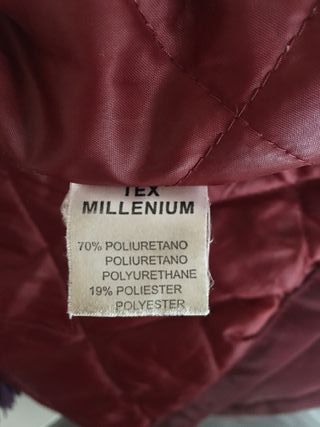 TEX
MILLENIUM
70% POLIURETANO
POLIURETANO
POLYURETHANE
19% POLIESTER
POLYESTER